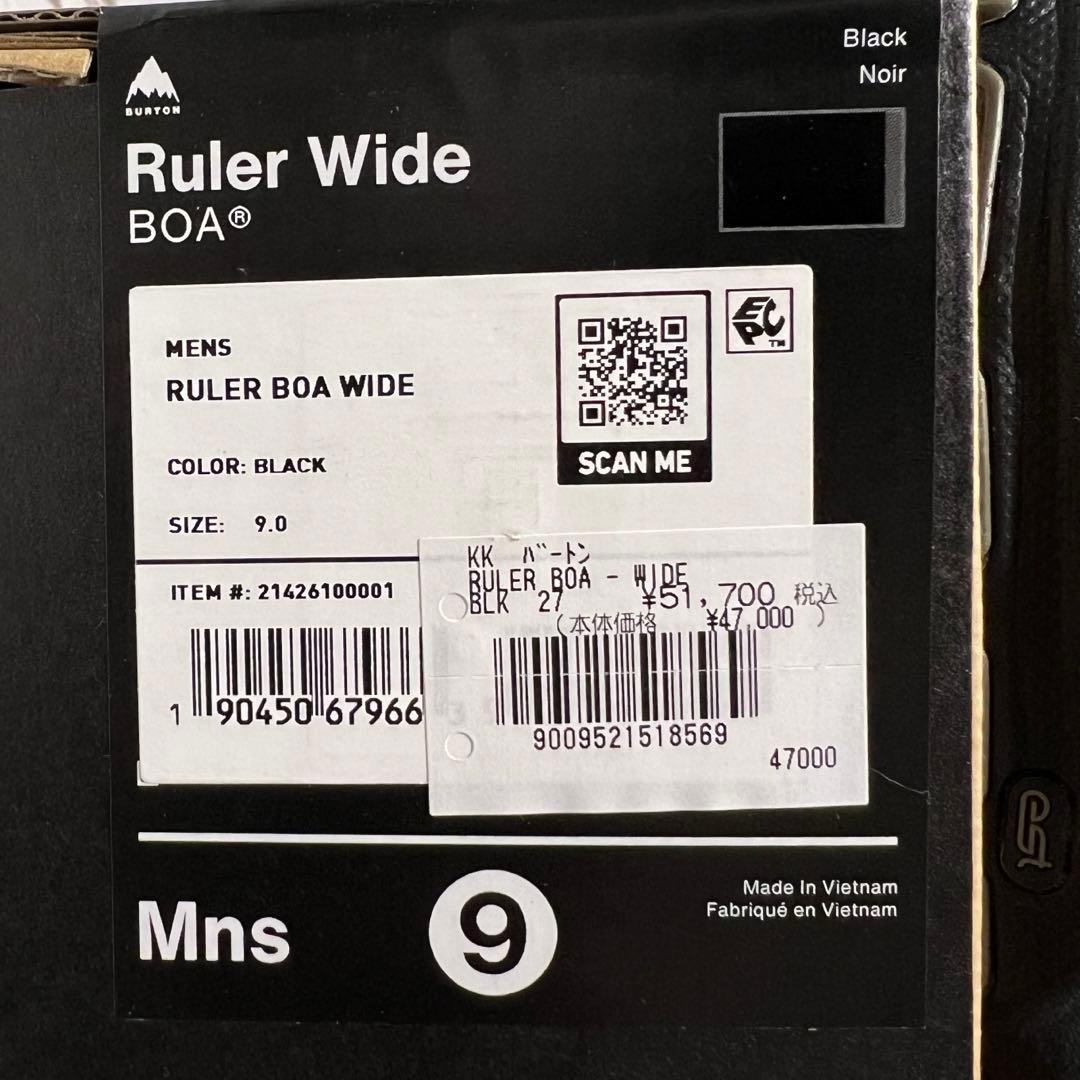 Black
Noir
BURTON
Ruler Wide
BOA®
MENS
RULER BOA WIDE
COLOR: BLACK
SIZE: 9.0
SCAN ME
EPC™
ITEM #: 21426100001
1 90450 67966
KK バートン
RULER BOA - WIDE
BLK 27 ¥51,700 税込
(本体価格 ¥47,000 )
9009521518569
47000
Mns 9
Made In Vietnam
Fabriqué en Vietnam